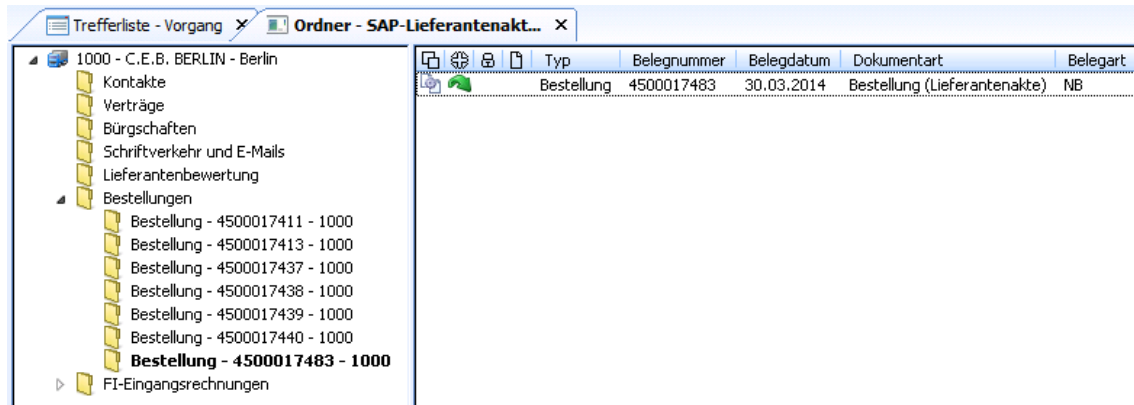 Trefferliste - Vorgang
Ordner - SAP-Lieferantenakt...
1000 - C.E.B. BERLIN - Berlin
Kontakte
Verträge
Bürgschaften
Schriftverkehr und E-Mails
Lieferantenbewertung
Bestellungen
Bestellung - 4500017411 - 1000
Bestellung - 4500017413 - 1000
Bestellung - 4500017437 - 1000
Bestellung - 4500017438 - 1000
Bestellung - 4500017439 - 1000
Bestellung - 4500017440 - 1000
Bestellung - 4500017483 - 1000
FI-Eingangsrechnungen
Typ Belegnummer Belegdatum Dokumentart Belegart
Bestellung 4500017483 30.03.2014 Bestellung (Lieferantenakte) NB